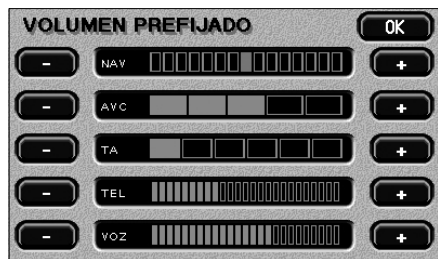 VOLUMEN PREFIJADO OK
- NAV +
- AVC +
- TA +
- TEL +
- VOZ +